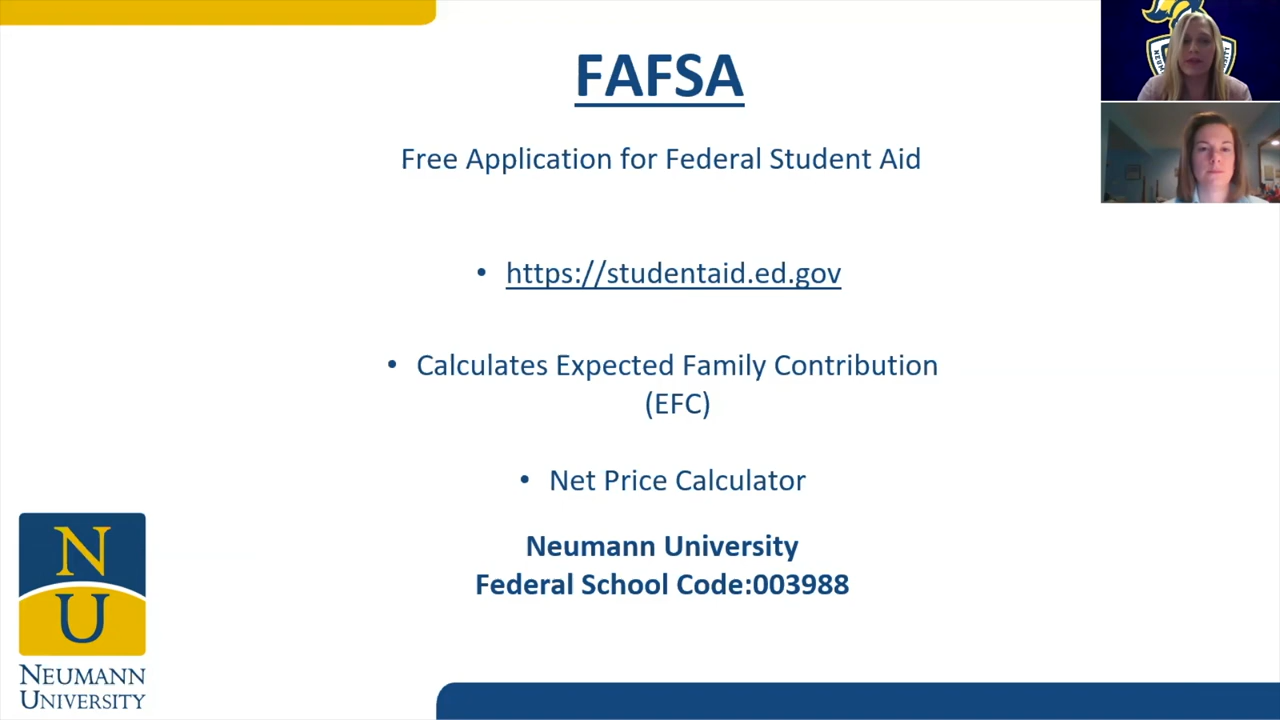 FAFSA
Free Application for Federal Student Aid
• https://studentaid.ed.gov
• Calculates Expected Family Contribution
(EFC)
• Net Price Calculator
Neumann University
Federal School Code:003988
N
U
NEUMANN
UNIVERSITY